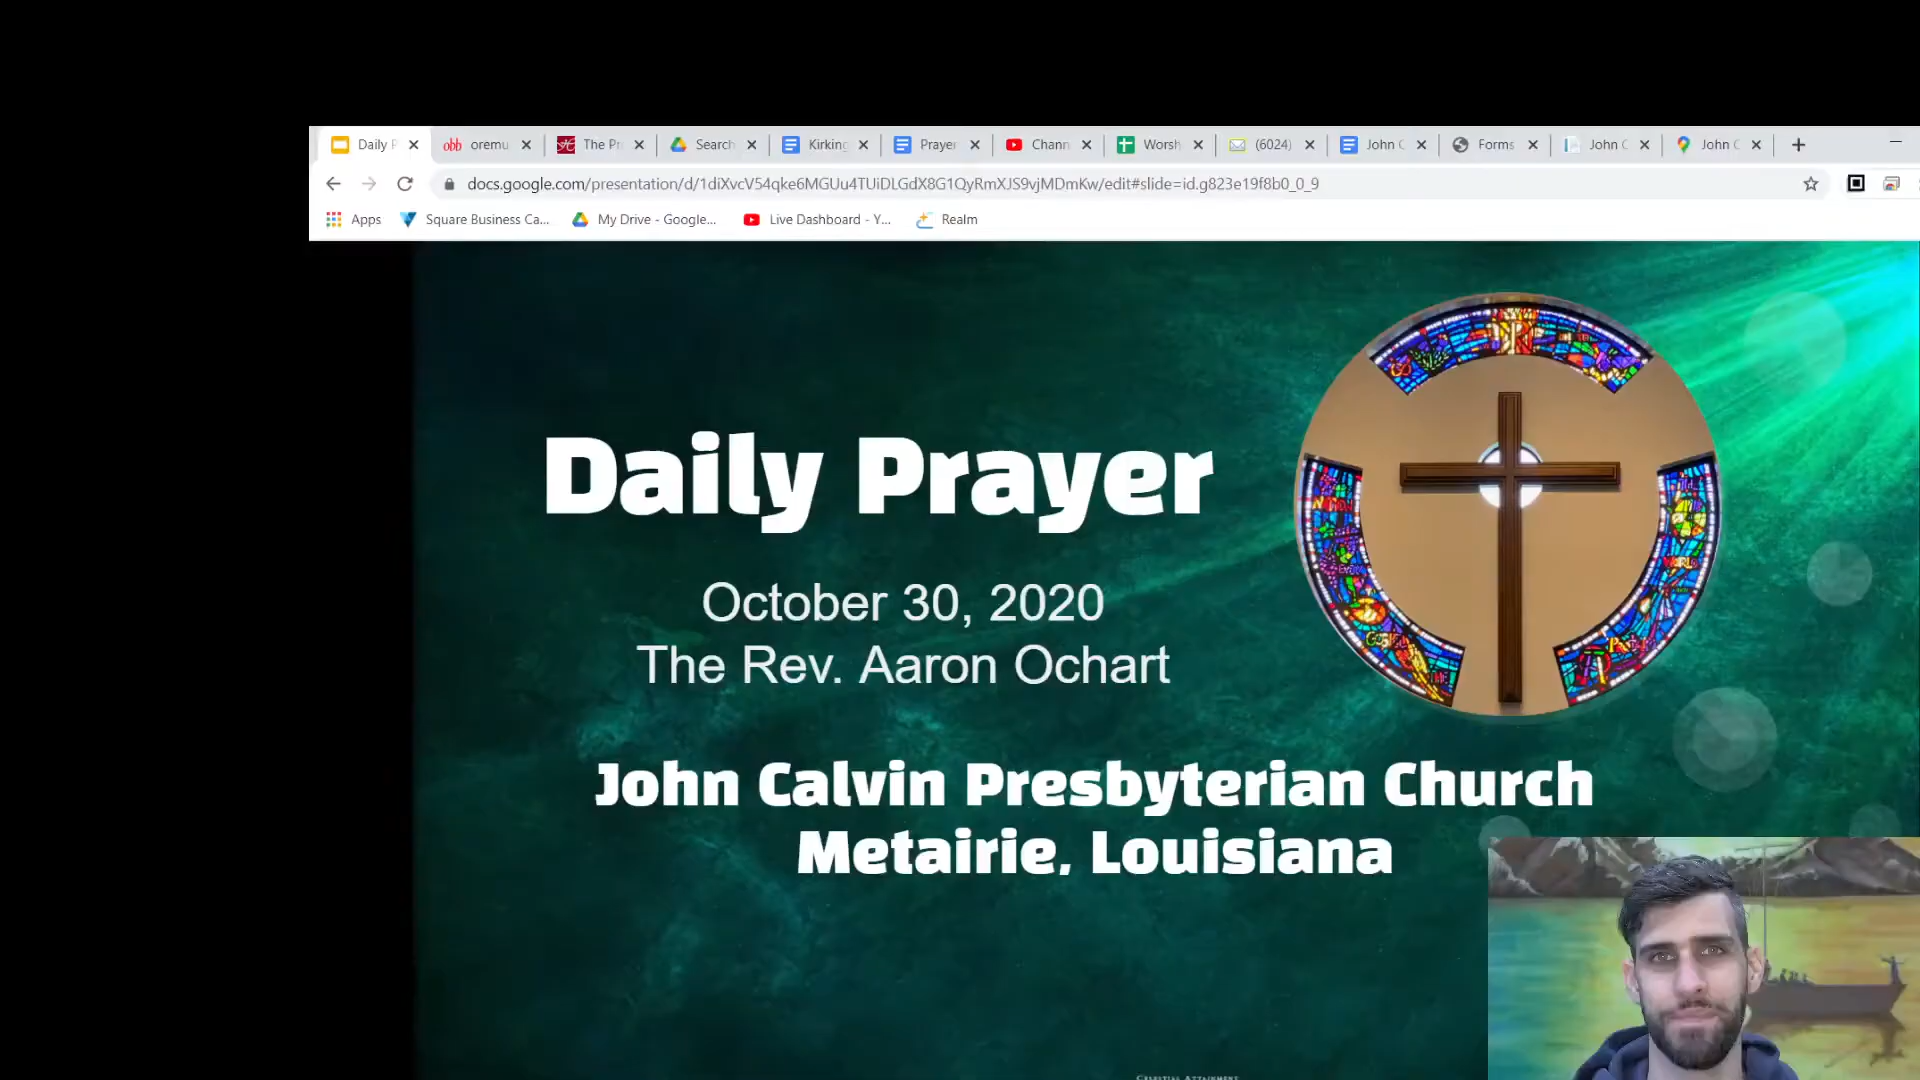 Daily P
obb oremu
The Pr
Search
Kirking
Prayer
Chann
Worsh
(6024)
John C
Forms
John C
John C
docs.google.com/presentation/d/1diXvcV54qke6MGUu4TUiDLGdX8G1QyRmXJS9vjMDmKw/edit#slide=id.g823e19f8b0_0_9
Apps
Square Business Ca...
My Drive - Google...
Live Dashboard - Y...
Realm
Daily Prayer
October 30, 2020
The Rev. Aaron Ochart
John Calvin Presbyterian Church
Metairie, Louisiana